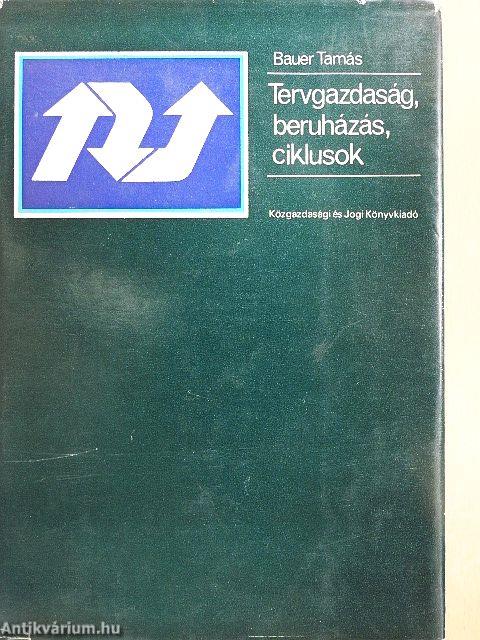 Bauer Tamás
Tervgazdaság,
beruházás,
ciklusok
Közgazdasági és Jogi Könyvkiadó
Antikvárium.hu